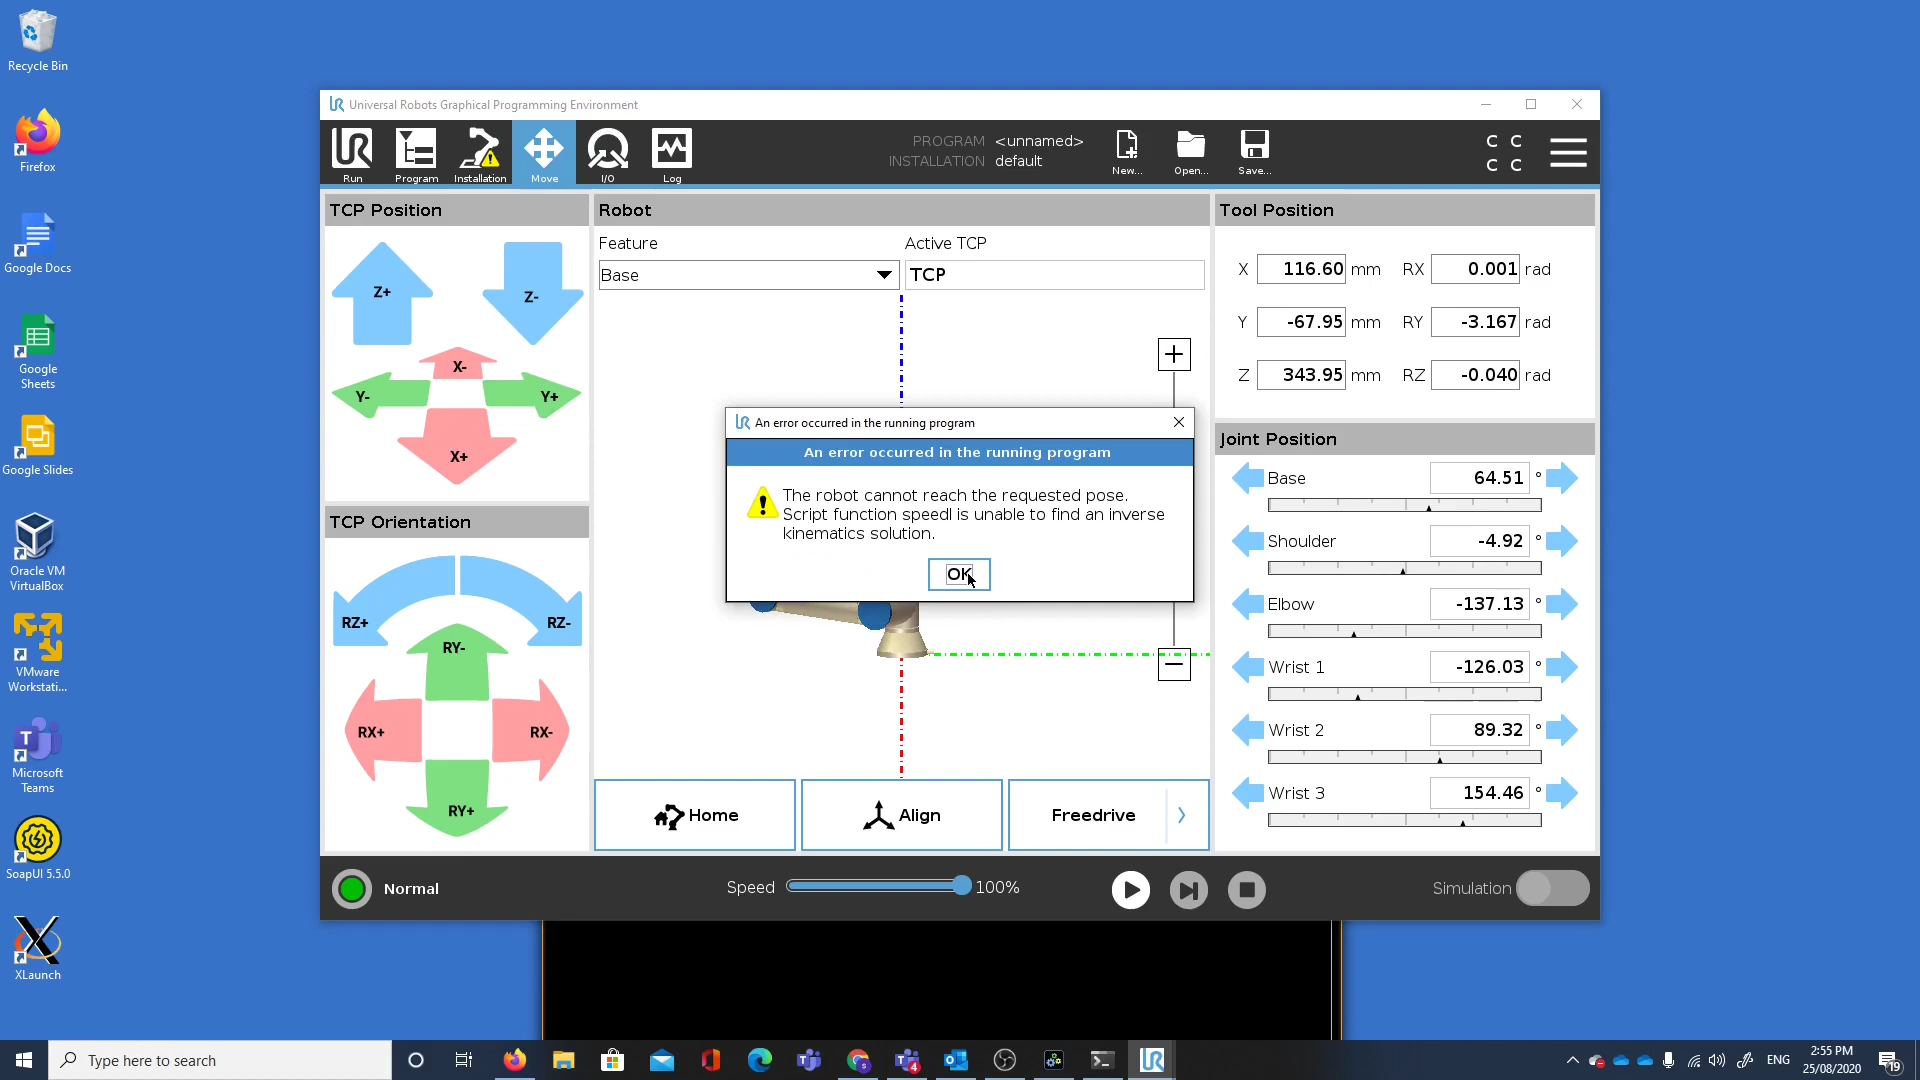 Recycle Bin
Firefox
Google Docs
Google
Sheets
Google Slides
Oracle VM
VirtualBox
VMware
Workstati...
Microsoft
Teams
SoapUI 5.5.0
XLaunch
Universal Robots Graphical Programming Environment
Run
Program
Installation
Move
I/O
Log
PROGRAM <unnamed>
INSTALLATION default
New...
Open...
Save...
C C
C C
TCP Position
Z+
Z-
X-
Y-
Y+
X+
TCP Orientation
RZ+
RZ-
RY-
RX+
RX-
RY+
Robot
Feature
Active TCP
Base
TCP
An error occurred in the running program
An error occurred in the running program
The robot cannot reach the requested pose.
Script function speedl is unable to find an inverse
kinematics solution.
OK
Home
Align
Freedrive
Tool Position
X 116.60 mm RX 0.001 rad
Y -67.95 mm RY -3.167 rad
Z 343.95 mm RZ -0.040 rad
Joint Position
Base 64.51 °
Shoulder -4.92 °
Elbow -137.13 °
Wrist 1 -126.03 °
Wrist 2 89.32 °
Wrist 3 154.46 °
Normal
Speed 100%
Simulation
Type here to search
4
ENG
2:55 PM
25/08/2020
19